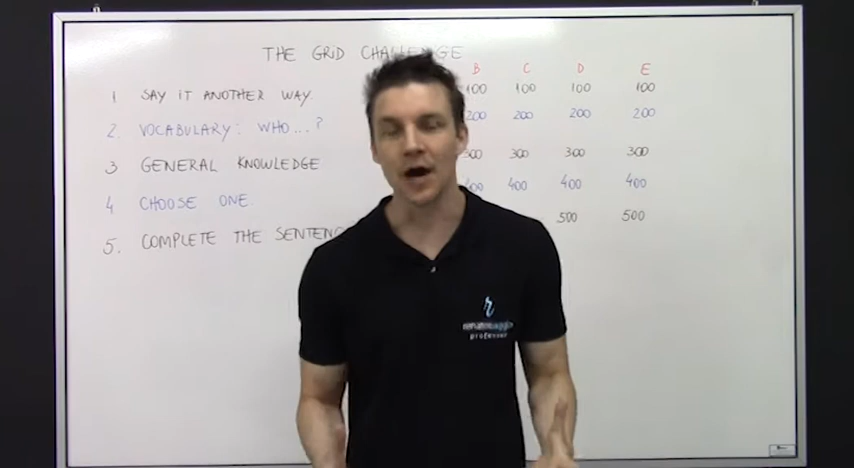 THE GRID CHALLENGE
B C D E
1 SAY IT ANOTHER WAY. 100 100 100 100
2. VOCABULARY: WHO...? 200 200 200 200
3 GENERAL KNOWLEDGE 300 300 300 300
4 CHOOSE ONE. 400 400 400 400
5. COMPLETE THE 500 500
professor